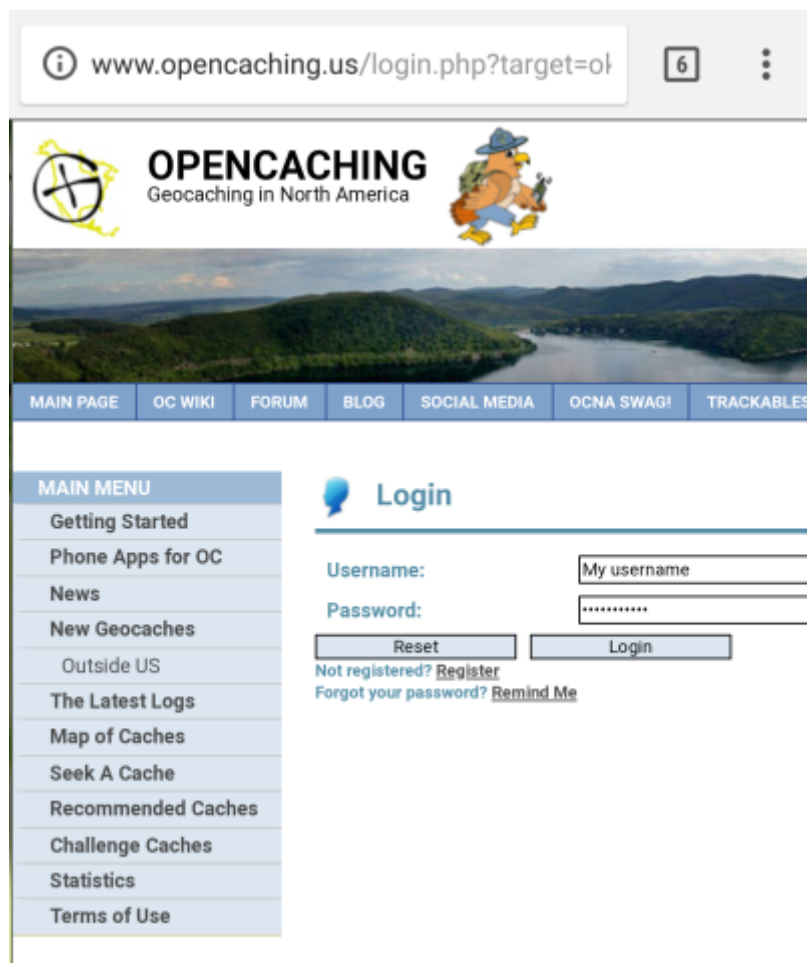 www.opencaching.us/login.php?target=ok
6
OPENCACHING
Geocaching in North America
MAIN PAGE OC WIKI FORUM BLOG SOCIAL MEDIA OCNA SWAG! TRACKABLES
MAIN MENU
Getting Started
Phone Apps for OC
News
New Geocaches
Outside US
The Latest Logs
Map of Caches
Seek A Cache
Recommended Caches
Challenge Caches
Statistics
Terms of Use
Login
Username: My username
Password: •••••••••••
Reset Login
Not registered? Register
Forgot your password? Remind Me